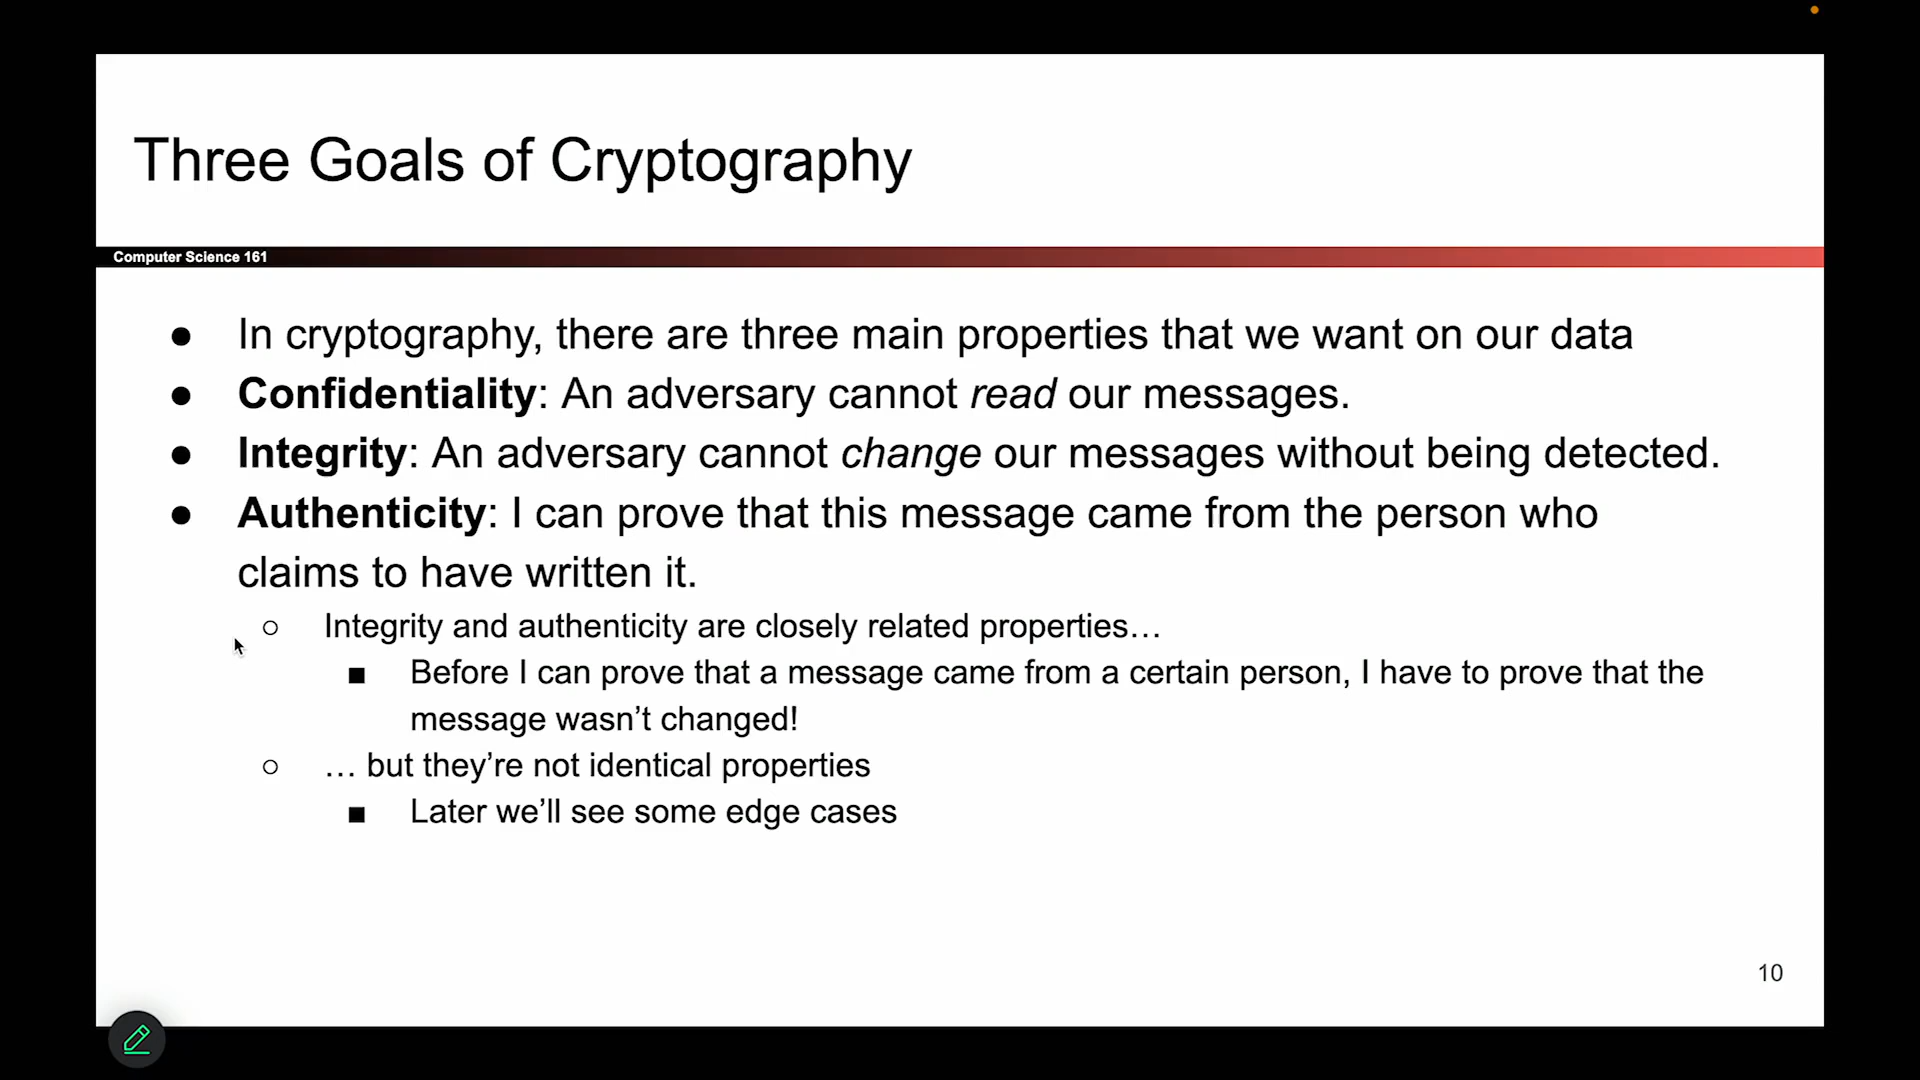 Three Goals of Cryptography
Computer Science 161
● In cryptography, there are three main properties that we want on our data
● Confidentiality: An adversary cannot read our messages.
● Integrity: An adversary cannot change our messages without being detected.
● Authenticity: I can prove that this message came from the person who
claims to have written it.
○ Integrity and authenticity are closely related properties…
■ Before I can prove that a message came from a certain person, I have to prove that the
message wasn’t changed!
○ … but they’re not identical properties
■ Later we’ll see some edge cases
10